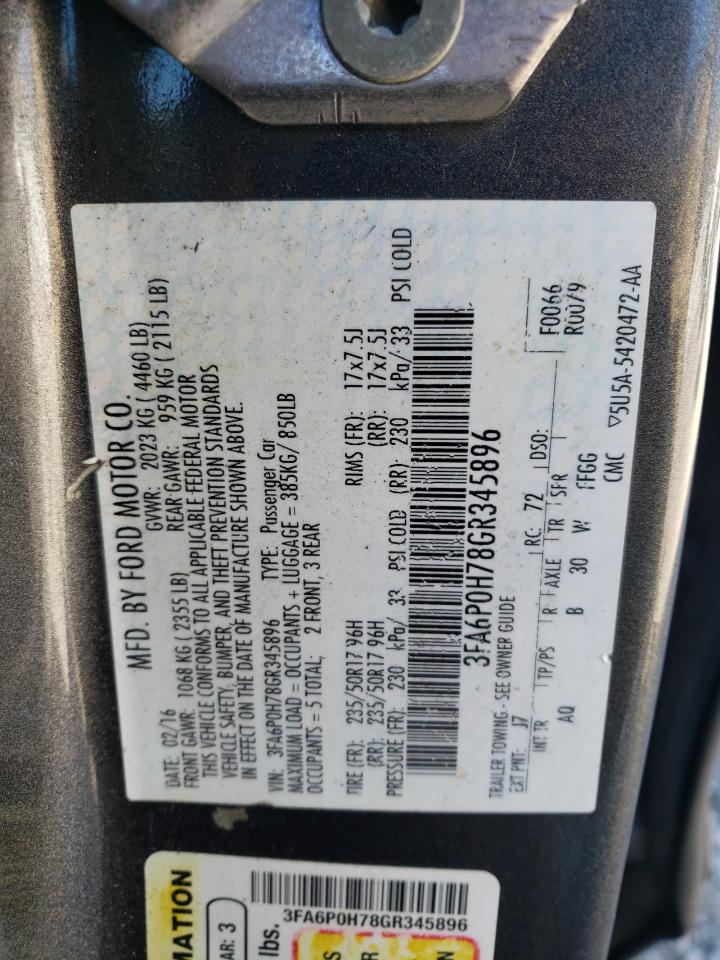 MFD. BY FORD MOTOR CO.
DATE: 02/16 GVWR: 2023 KG ( 4460 LB)
FRONT GAWR: 1068 KG ( 2355 LB) REAR GAWR: 959 KG ( 2115 LB)
THIS VEHICLE CONFORMS TO ALL APPLICABLE FEDERAL MOTOR
VEHICLE SAFETY, BUMPER, AND THEFT PREVENTION STANDARDS
IN EFFECT ON THE DATE OF MANUFACTURE SHOWN ABOVE.
VIN: 3FA6P0H78GR345896 TYPE: Passenger Car
MAXIMUM LOAD = OCCUPANTS + LUGGAGE = 385KG/ 850LB
OCCUPANTS = 5 TOTAL; 2 FRONT, 3 REAR
TIRE (FR): 235/50R17 96H RIMS (FR): 17x7.5J
(RR): 235/50R17 96H (RR): 17x7.5J
PRESSURE (FR): 230 kPa/ 33 PSI COLD (RR): 230 kPa/ 33 PSI COLD
3FA6P0H78GR345896
TRAILER TOWING - SEE OWNER GUIDE
EXT PNT: J7 RC: 72 DSO: F0066
R0079
INT TR TP/PS R AXLE TR SFR
AQ B 30 W FFGG
CMC ▽5U5A-5420472-AA
MATION
AR: 3
lbs.
3FA6P0H78GR345896